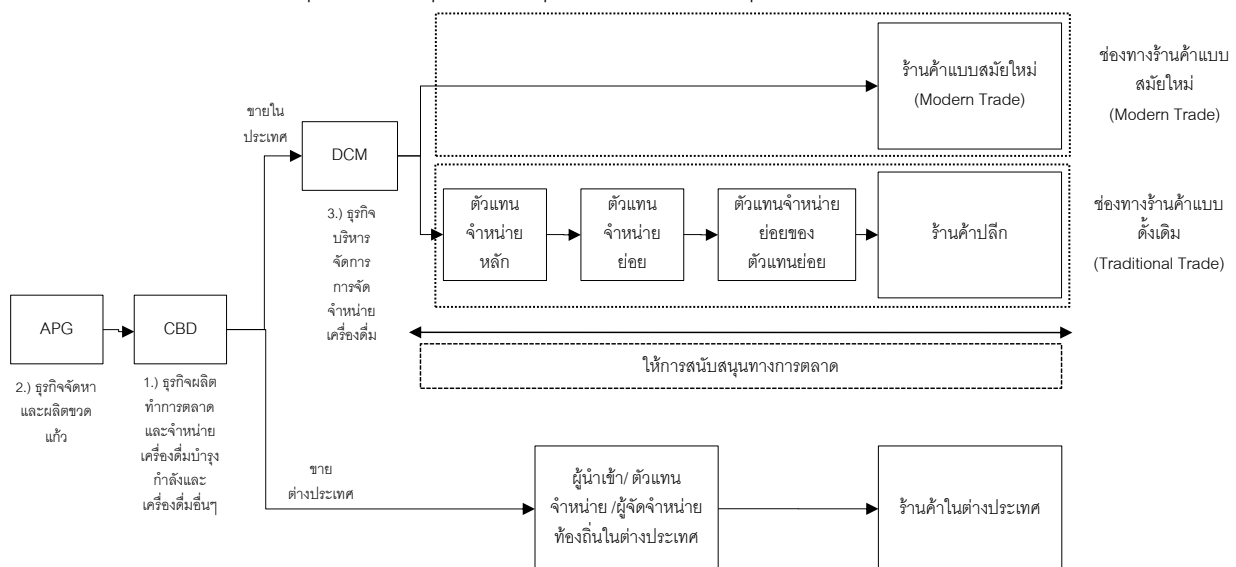 ร้านค้าแบบสมัยใหม่
(Modern Trade)
ช่องทางร้านค้าแบบ
สมัยใหม่
(Modern Trade)
ขายใน
ประเทศ
DCM
3.) ธุรกิจ
บริหาร
จัดการ
การจัด
จำหน่าย
เครื่องดื่ม
ตัวแทน
จำหน่าย
หลัก
ตัวแทน
จำหน่าย
ย่อย
ตัวแทนจำหน่าย
ย่อยของ
ตัวแทนย่อย
ร้านค้าปลีก
ช่องทางร้านค้าแบบ
ดั้งเดิม
(Traditional Trade)
APG
2.) ธุรกิจจัดหา
และผลิตขวด
แก้ว
CBD
1.) ธุรกิจผลิต
ทำการตลาด
และจำหน่าย
เครื่องดื่มบำรุง
กำลังและ
เครื่องดื่มอื่นๆ
ให้การสนับสนุนทางการตลาด
ขาย
ต่างประเทศ
ผู้นำเข้า/ ตัวแทน
จำหน่าย /ผู้จัดจำหน่าย
ท้องถิ่นในต่างประเทศ
ร้านค้าในต่างประเทศ